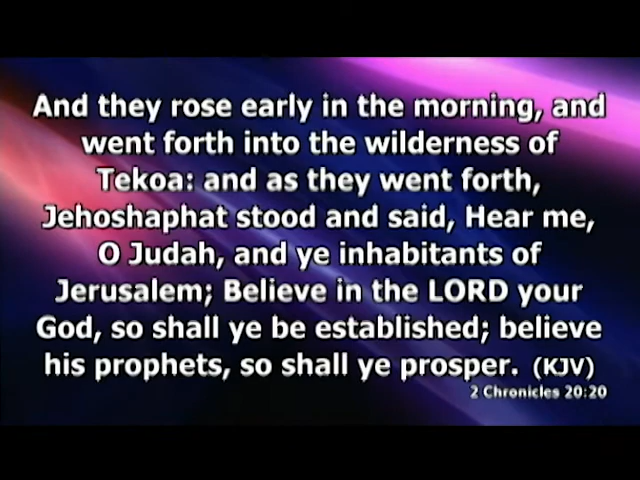 And they rose early in the morning, and
went forth into the wilderness of
Tekoa: and as they went forth,
Jehoshaphat stood and said, Hear me,
O Judah, and ye inhabitants of
Jerusalem; Believe in the LORD your
God, so shall ye be established; believe
his prophets, so shall ye prosper. (KJV)
2 Chronicles 20:20